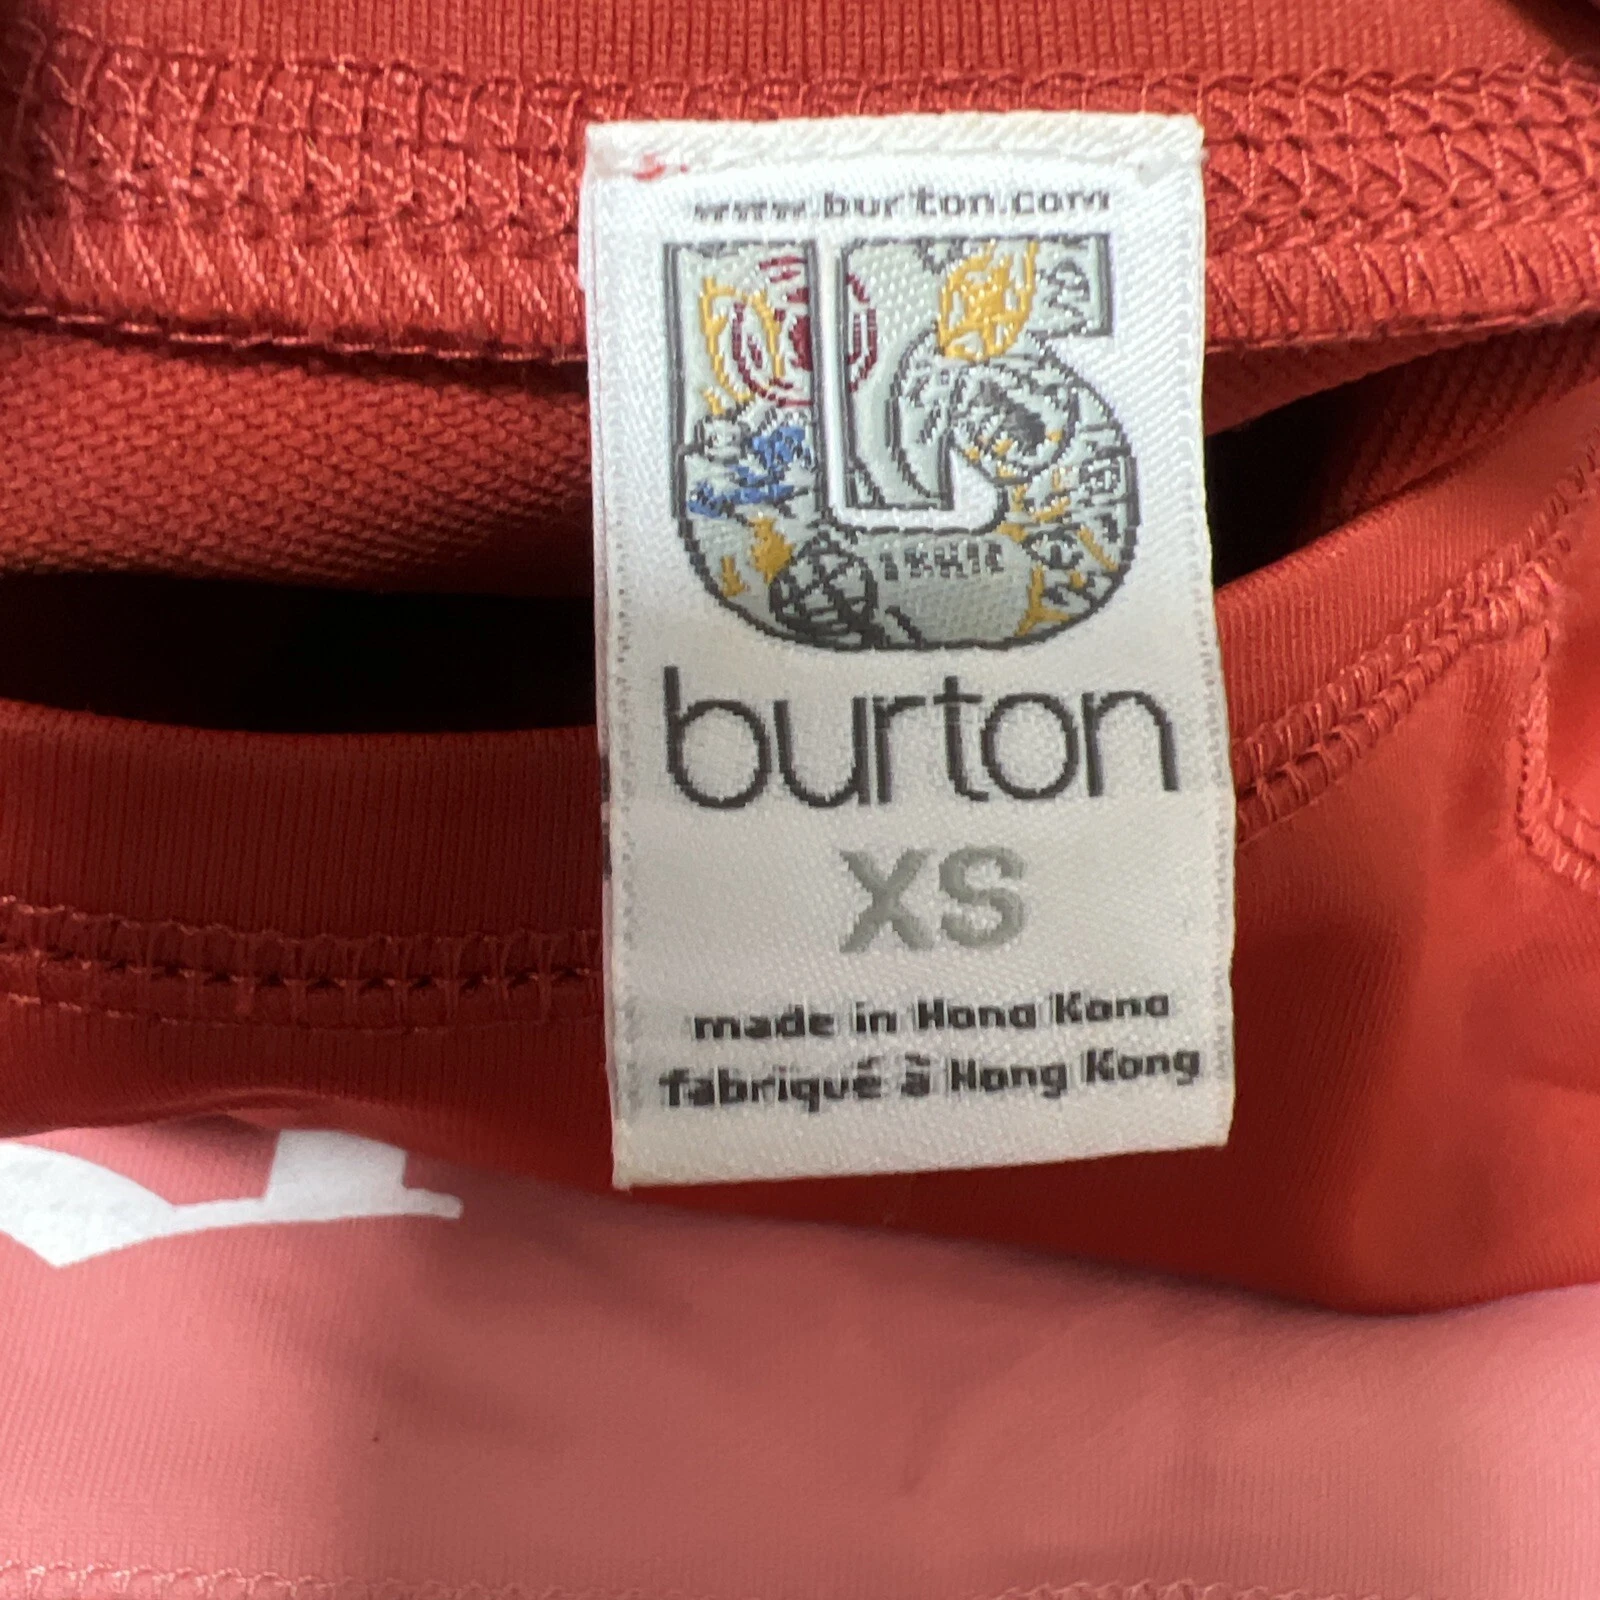 www.burton.com
burton
XS
made in Hong Kong
fabriqué à Hong Kong